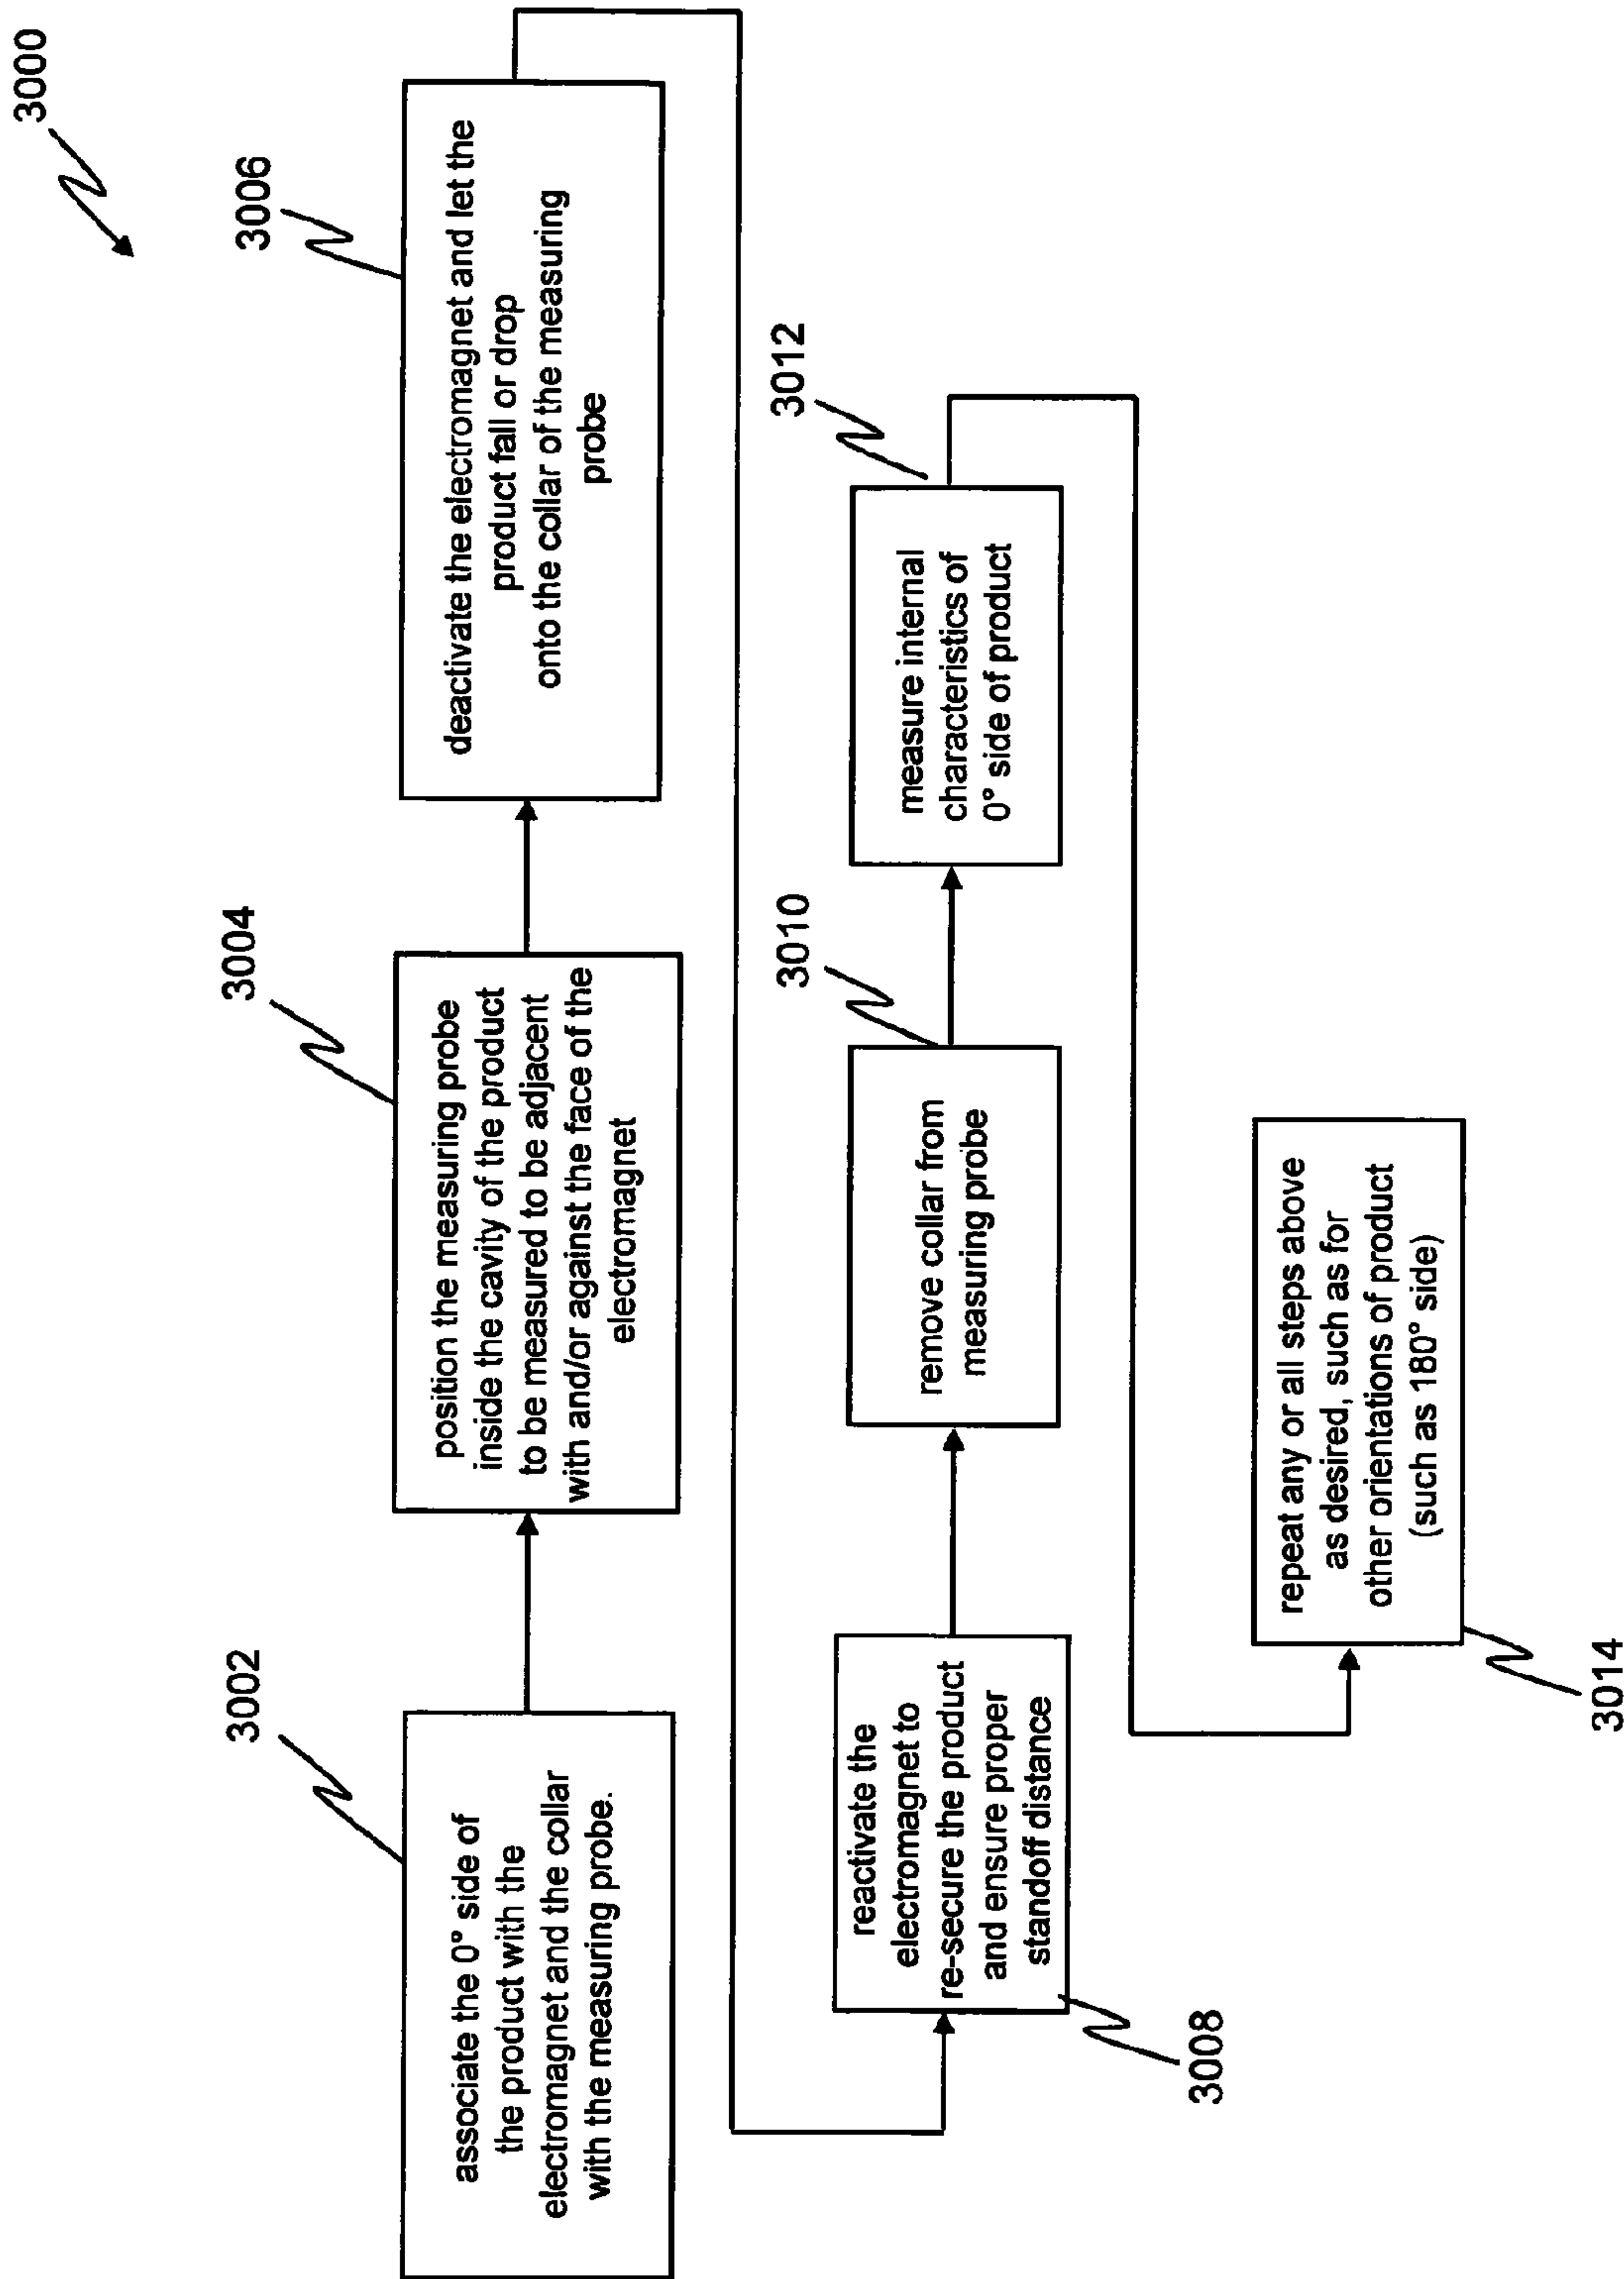 3000
3002
associate the 0° side of
the product with the
electromagnet and the collar
with the measuring probe.
3004
position the measuring probe
inside the cavity of the product
to be measured to be adjacent
with and/or against the face of the
electromagnet
3006
deactivate the electromagnet and let the
product fall or drop
onto the collar of the measuring
probe
reactivate the
electromagnet to
re-secure the product
and ensure proper
standoff distance
3008
3010
remove collar from
measuring probe
3012
measure internal
characteristics of
0° side of product
repeat any or all steps above
as desired, such as for
other orientations of product
(such as 180° side)
3014